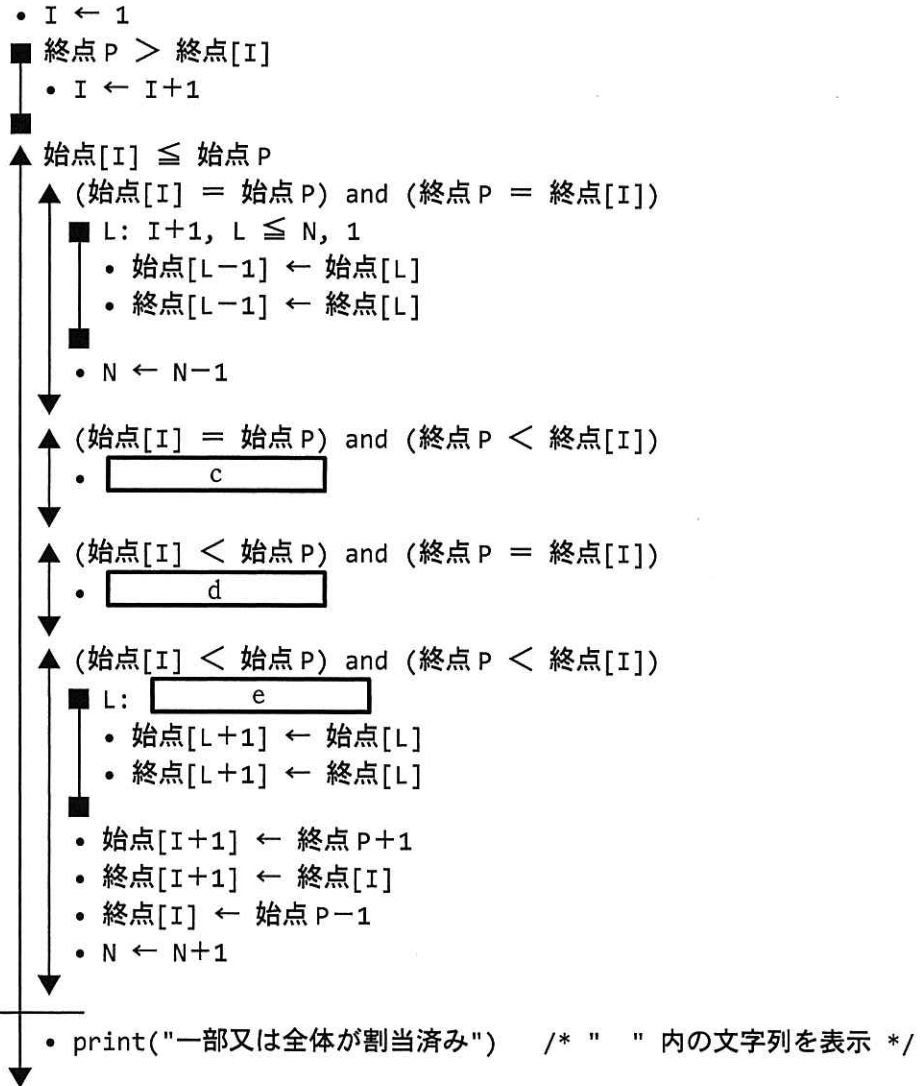 • I ← 1
■ 終点P > 終点[I]
• I ← I+1
■
▲ 始点[I] ≦ 始点P
▲ (始点[I] = 始点P) and (終点P = 終点[I])
■ L: I+1, L ≦ N, 1
• 始点[L-1] ← 始点[L]
• 終点[L-1] ← 終点[L]
■
• N ← N-1
▼
▲ (始点[I] = 始点P) and (終点P < 終点[I])
• c
▼
▲ (始点[I] < 始点P) and (終点P = 終点[I])
• d
▼
▲ (始点[I] < 始点P) and (終点P < 終点[I])
■ L: e
• 始点[L+1] ← 始点[L]
• 終点[L+1] ← 終点[L]
■
• 始点[I+1] ← 終点P+1
• 終点[I+1] ← 終点[I]
• 終点[I] ← 始点P-1
• N ← N+1
▼
• print("一部又は全体が割当済み") /* " " 内の文字列を表示 */
▼